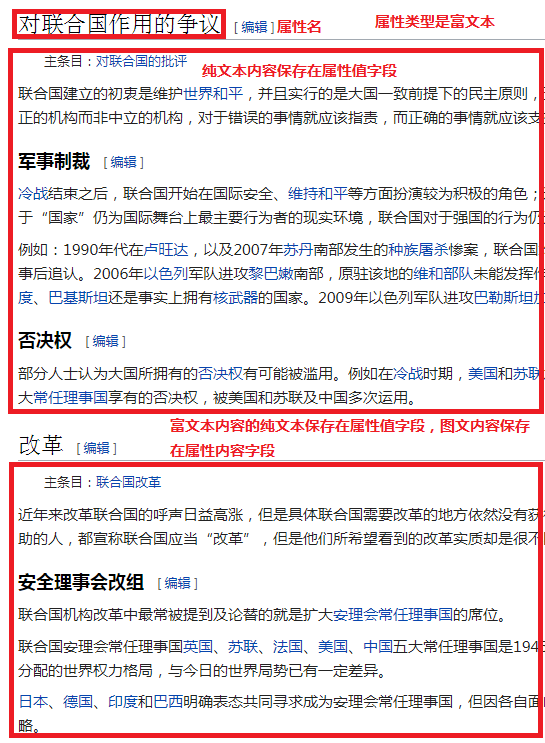 对联合国作用的争议 [ 编辑 ] 属性名 属性类型是富文本
主条目：对联合国的批评 纯文本内容保存在属性值字段
联合国建立的初衷是维护世界和平，并且实行的是大国一致前提下的民主原则，
正的机构而非中立的机构，对于错误的事情就应该指责，而正确的事情就应该支
军事制裁 [ 编辑 ]
冷战结束之后，联合国开始在国际安全、维持和平等方面扮演较为积极的角色；
于“国家”仍为国际舞台上最主要行为者的现实环境，联合国对于强国的行为仍
例如：1990年代在卢旺达，以及2007年苏丹南部发生的种族屠杀惨案，联合国
事后追认。2006年以色列军队进攻黎巴嫩南部，原驻该地的维和部队未能发挥作
度、巴基斯坦还是事实上拥有核武器的国家。2009年以色列军队进攻巴勒斯坦加
否决权 [ 编辑 ]
部分人士认为大国所拥有的否决权有可能被滥用。例如在冷战时期，美国和苏联
大常任理事国享有的否决权，被美国和苏联及中国多次运用。
富文本内容的纯文本保存在属性值字段，图文内容保存
改革 [ 编辑 ] 在属性内容字段
主条目：联合国改革
近年来改革联合国的呼声日益高涨，但是具体联合国需要改革的地方依然没有获
助的人，都宣称联合国应当“改革”，但是他们所希望看到的改革实质却是很不
安全理事会改组 [ 编辑 ]
联合国机构改革中最常被提到及论替的就是扩大安理会常任理事国的席位。
联合国安理会常任理事国英国、苏联、法国、美国、中国五大常任理事国是1945
分配的世界权力格局，与今日的世界局势已有一定差异。
日本、德国、印度和巴西明确表态共同寻求成为安理会常任理事国，但因各自面
略。